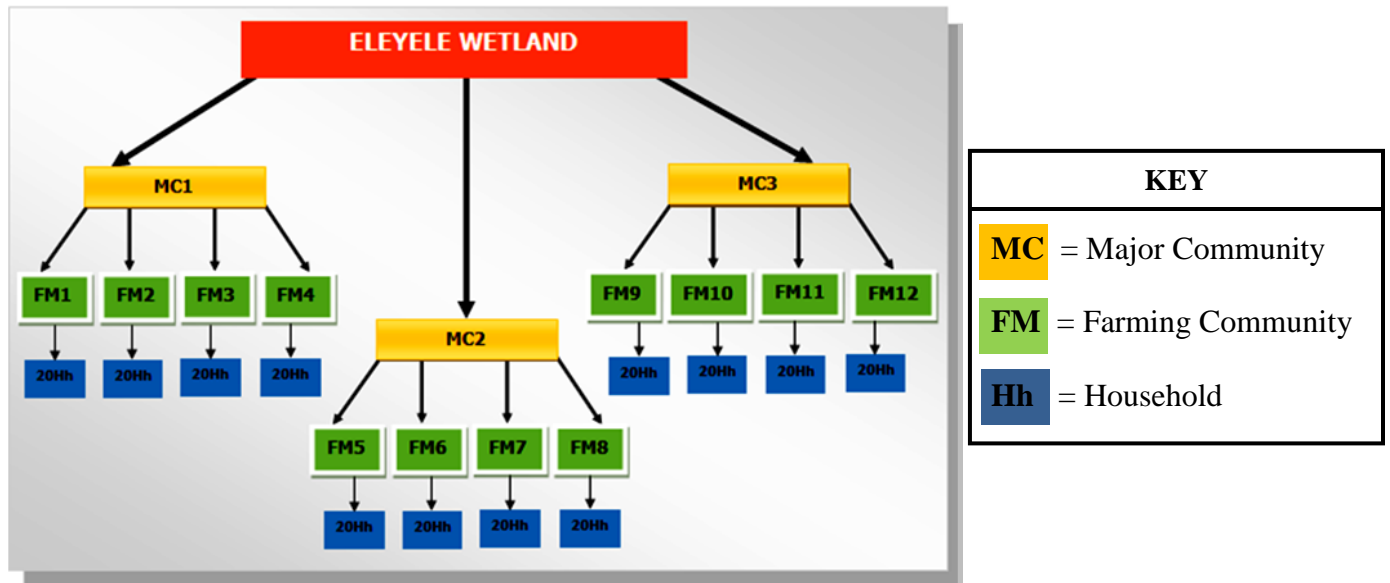 ELEYELE WETLAND
MC1
MC3
FM1 FM2 FM3 FM4
FM9 FM10 FM11 FM12
20Hh 20Hh 20Hh 20Hh
20Hh 20Hh 20Hh 20Hh
MC2
FM5 FM6 FM7 FM8
20Hh 20Hh 20Hh 20Hh
KEY
MC = Major Community
FM = Farming Community
Hh = Household